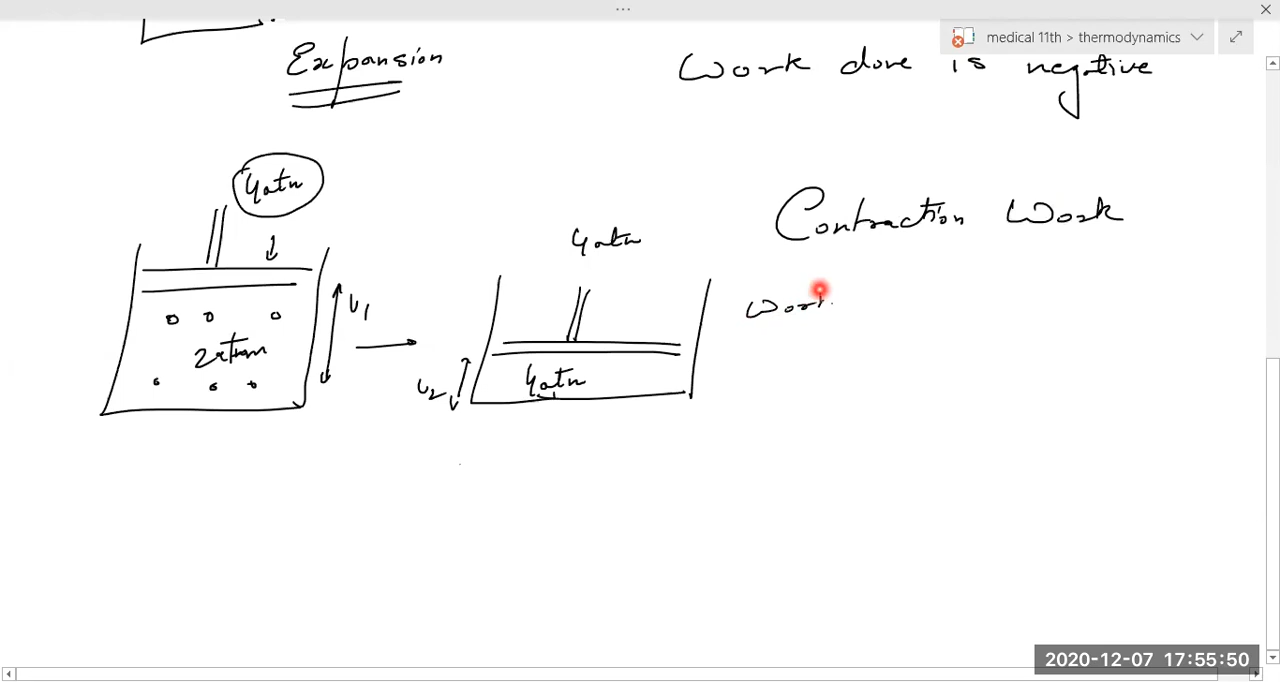 medical 11th > thermodynamics
Expansion
Work done is negative
4atm
Contraction Work
4atm
V1
Work
2atm
V2
4atm
2020-12-07 17:55:50